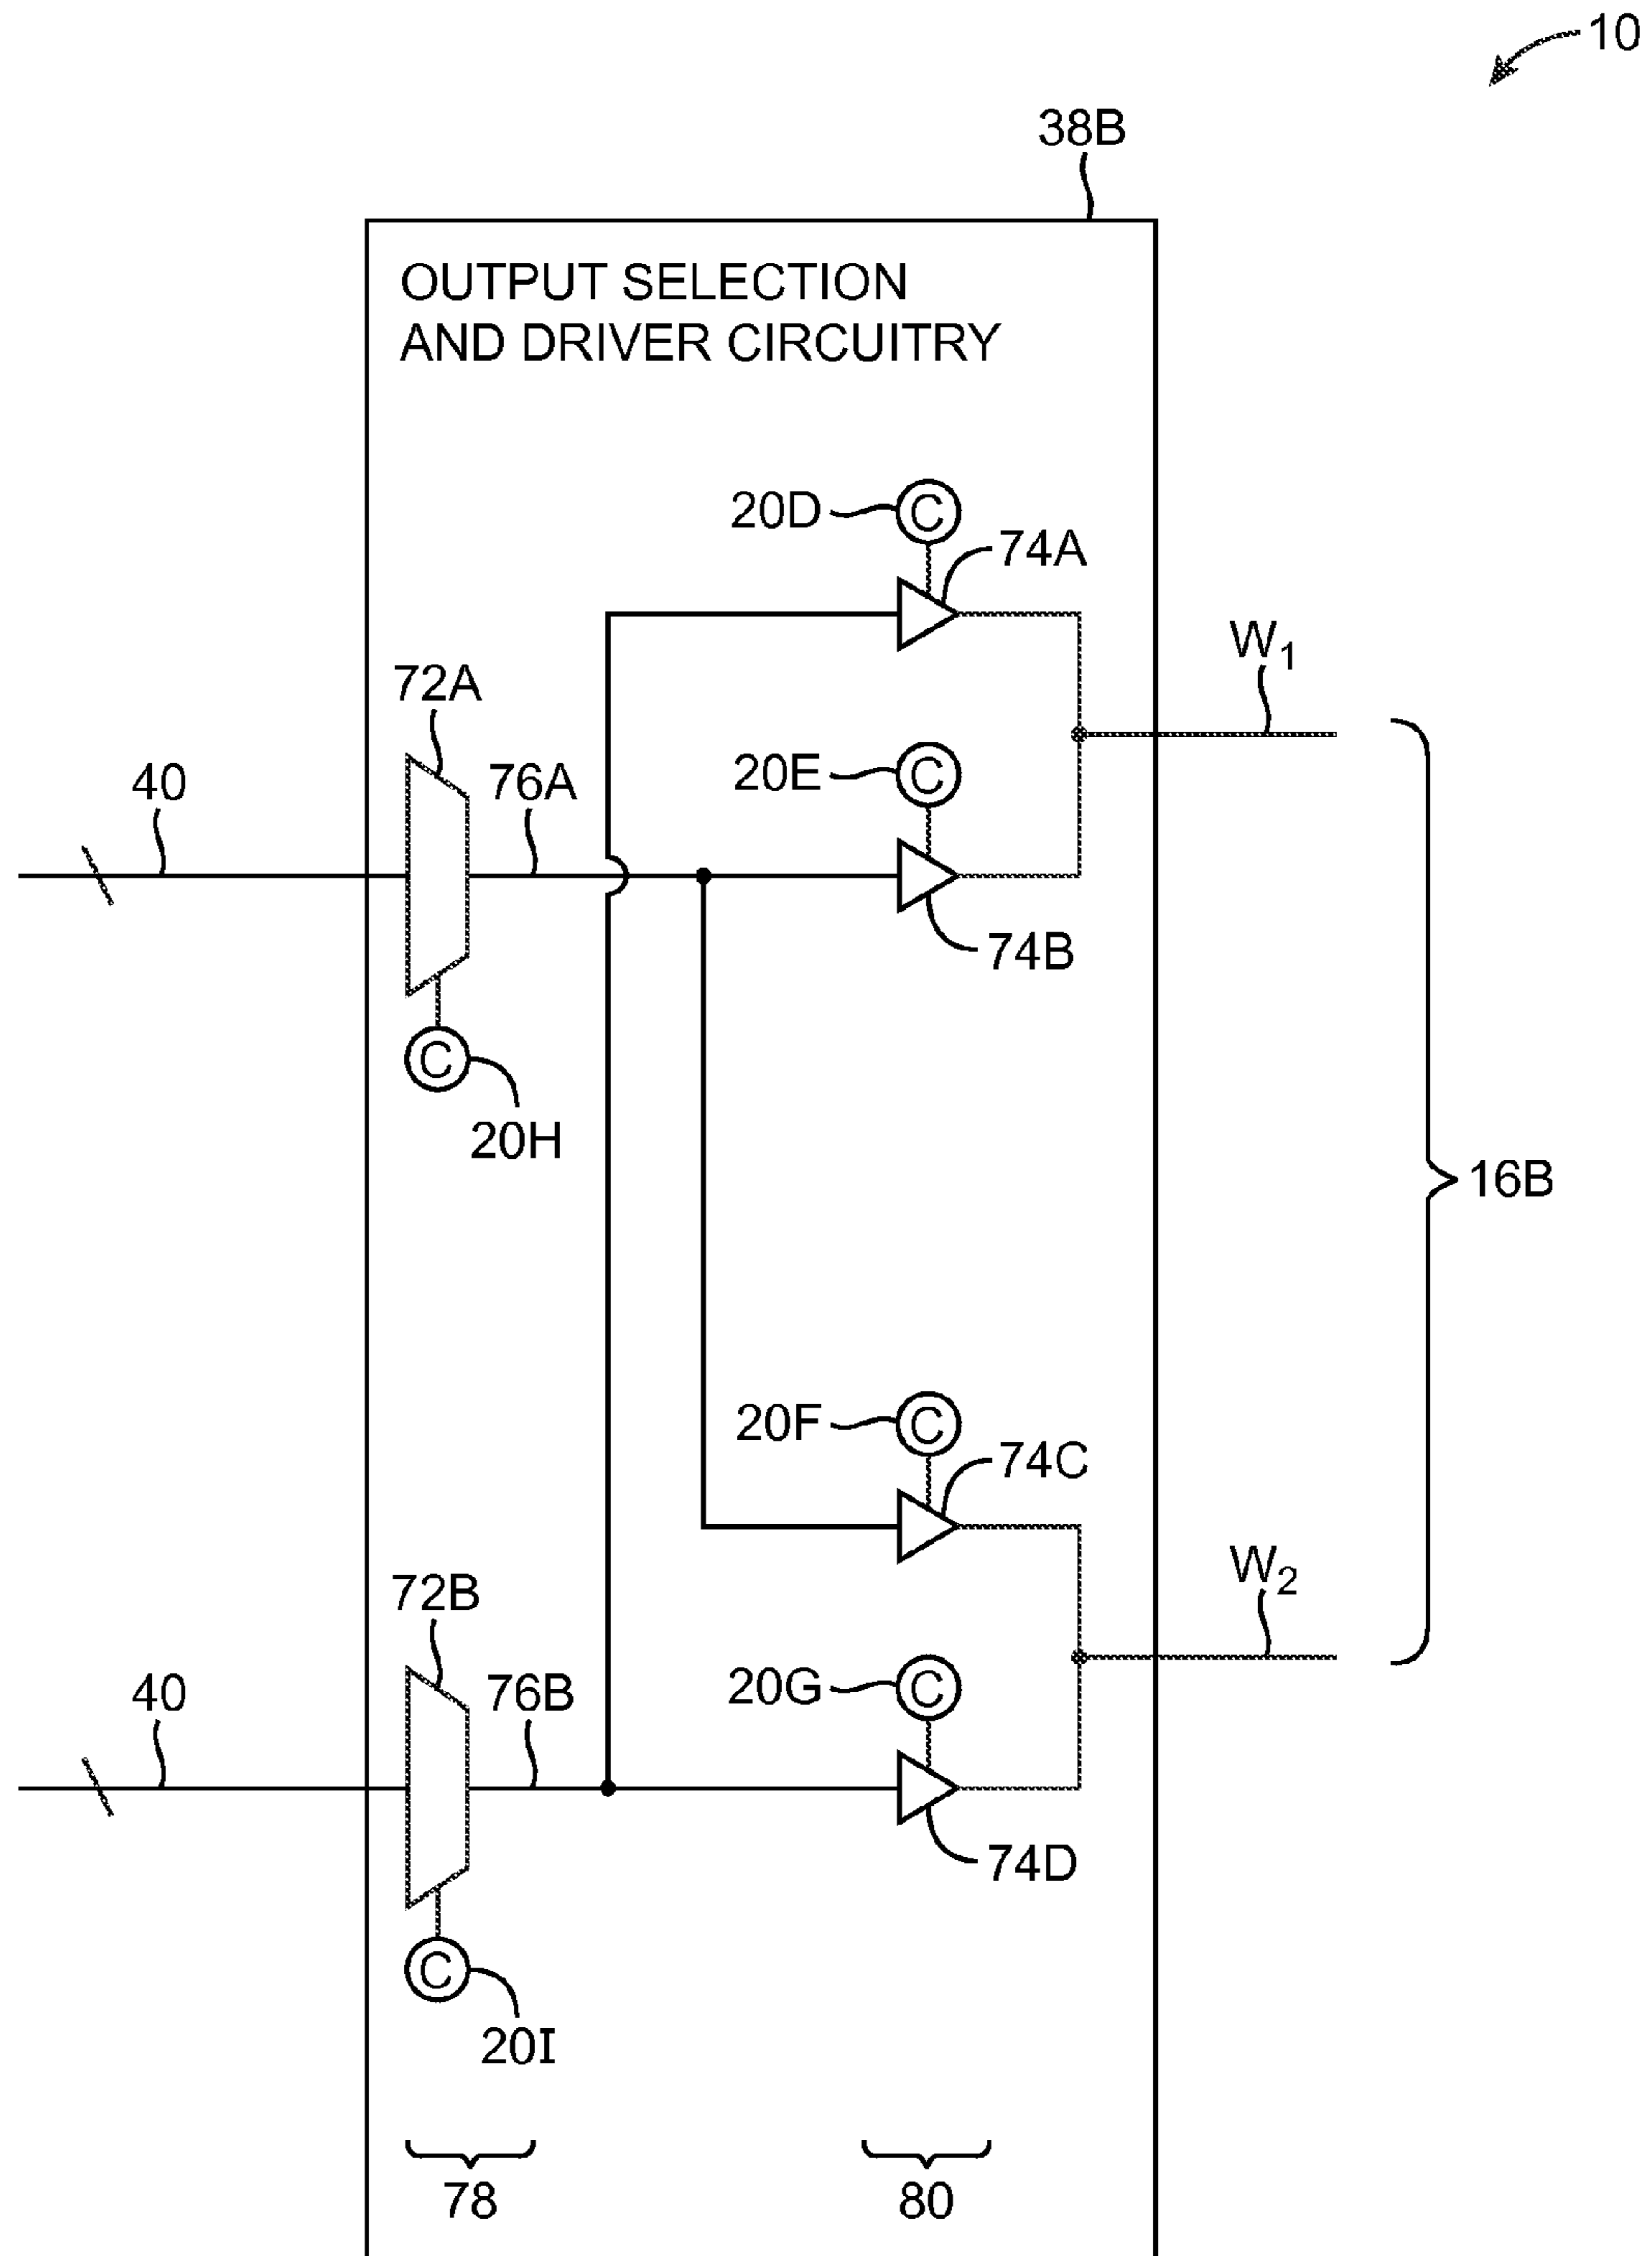 10
38B
OUTPUT SELECTION
AND DRIVER CIRCUITRY
20D
C
74A
W1
72A
40
76A
20E
C
74B
C
20H
16B
20F
C
74C
W2
72B
40
76B
20G
C
74D
C
20I
78
80